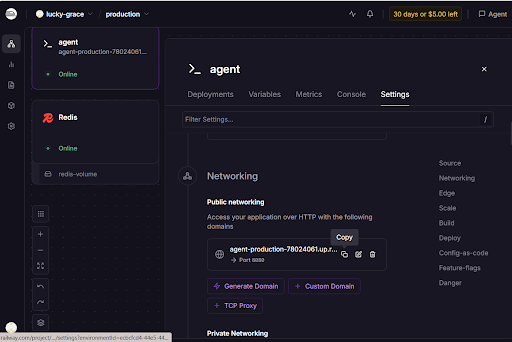 lucky-grace
production
30 days or $5.00 left
Agent
agent
agent-production-78024061....
Online
Redis
Online
redis-volume
agent
Deployments
Variables
Metrics
Console
Settings
Filter Settings...
/
Networking
Public networking
Access your application over HTTP with the following
domains
Copy
agent-production-78024061.up.r...
Port 8080
Generate Domain
Custom Domain
TCP Proxy
Private Networking
Source
Networking
Edge
Scale
Build
Deploy
Config-as-code
Feature-flags
Danger